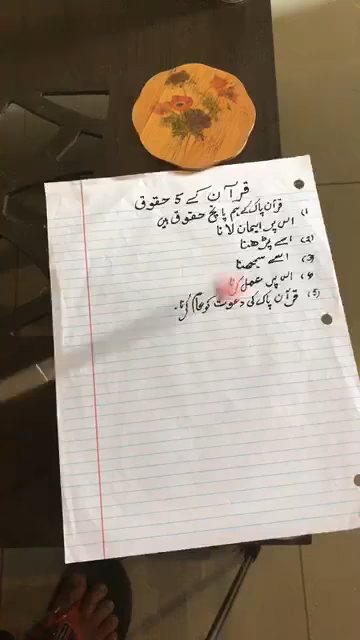 قرآن کے 5 حقوق
قرآن پاک کے ہم پانچ حقوق ہیں
1) اس پر ایمان لانا
(2) اسے پڑھنا
(3) اسے سمجھنا
(4 اس پر عمل کرنا
(5) قرآن پاک کی دعوت کو عام کرنا.